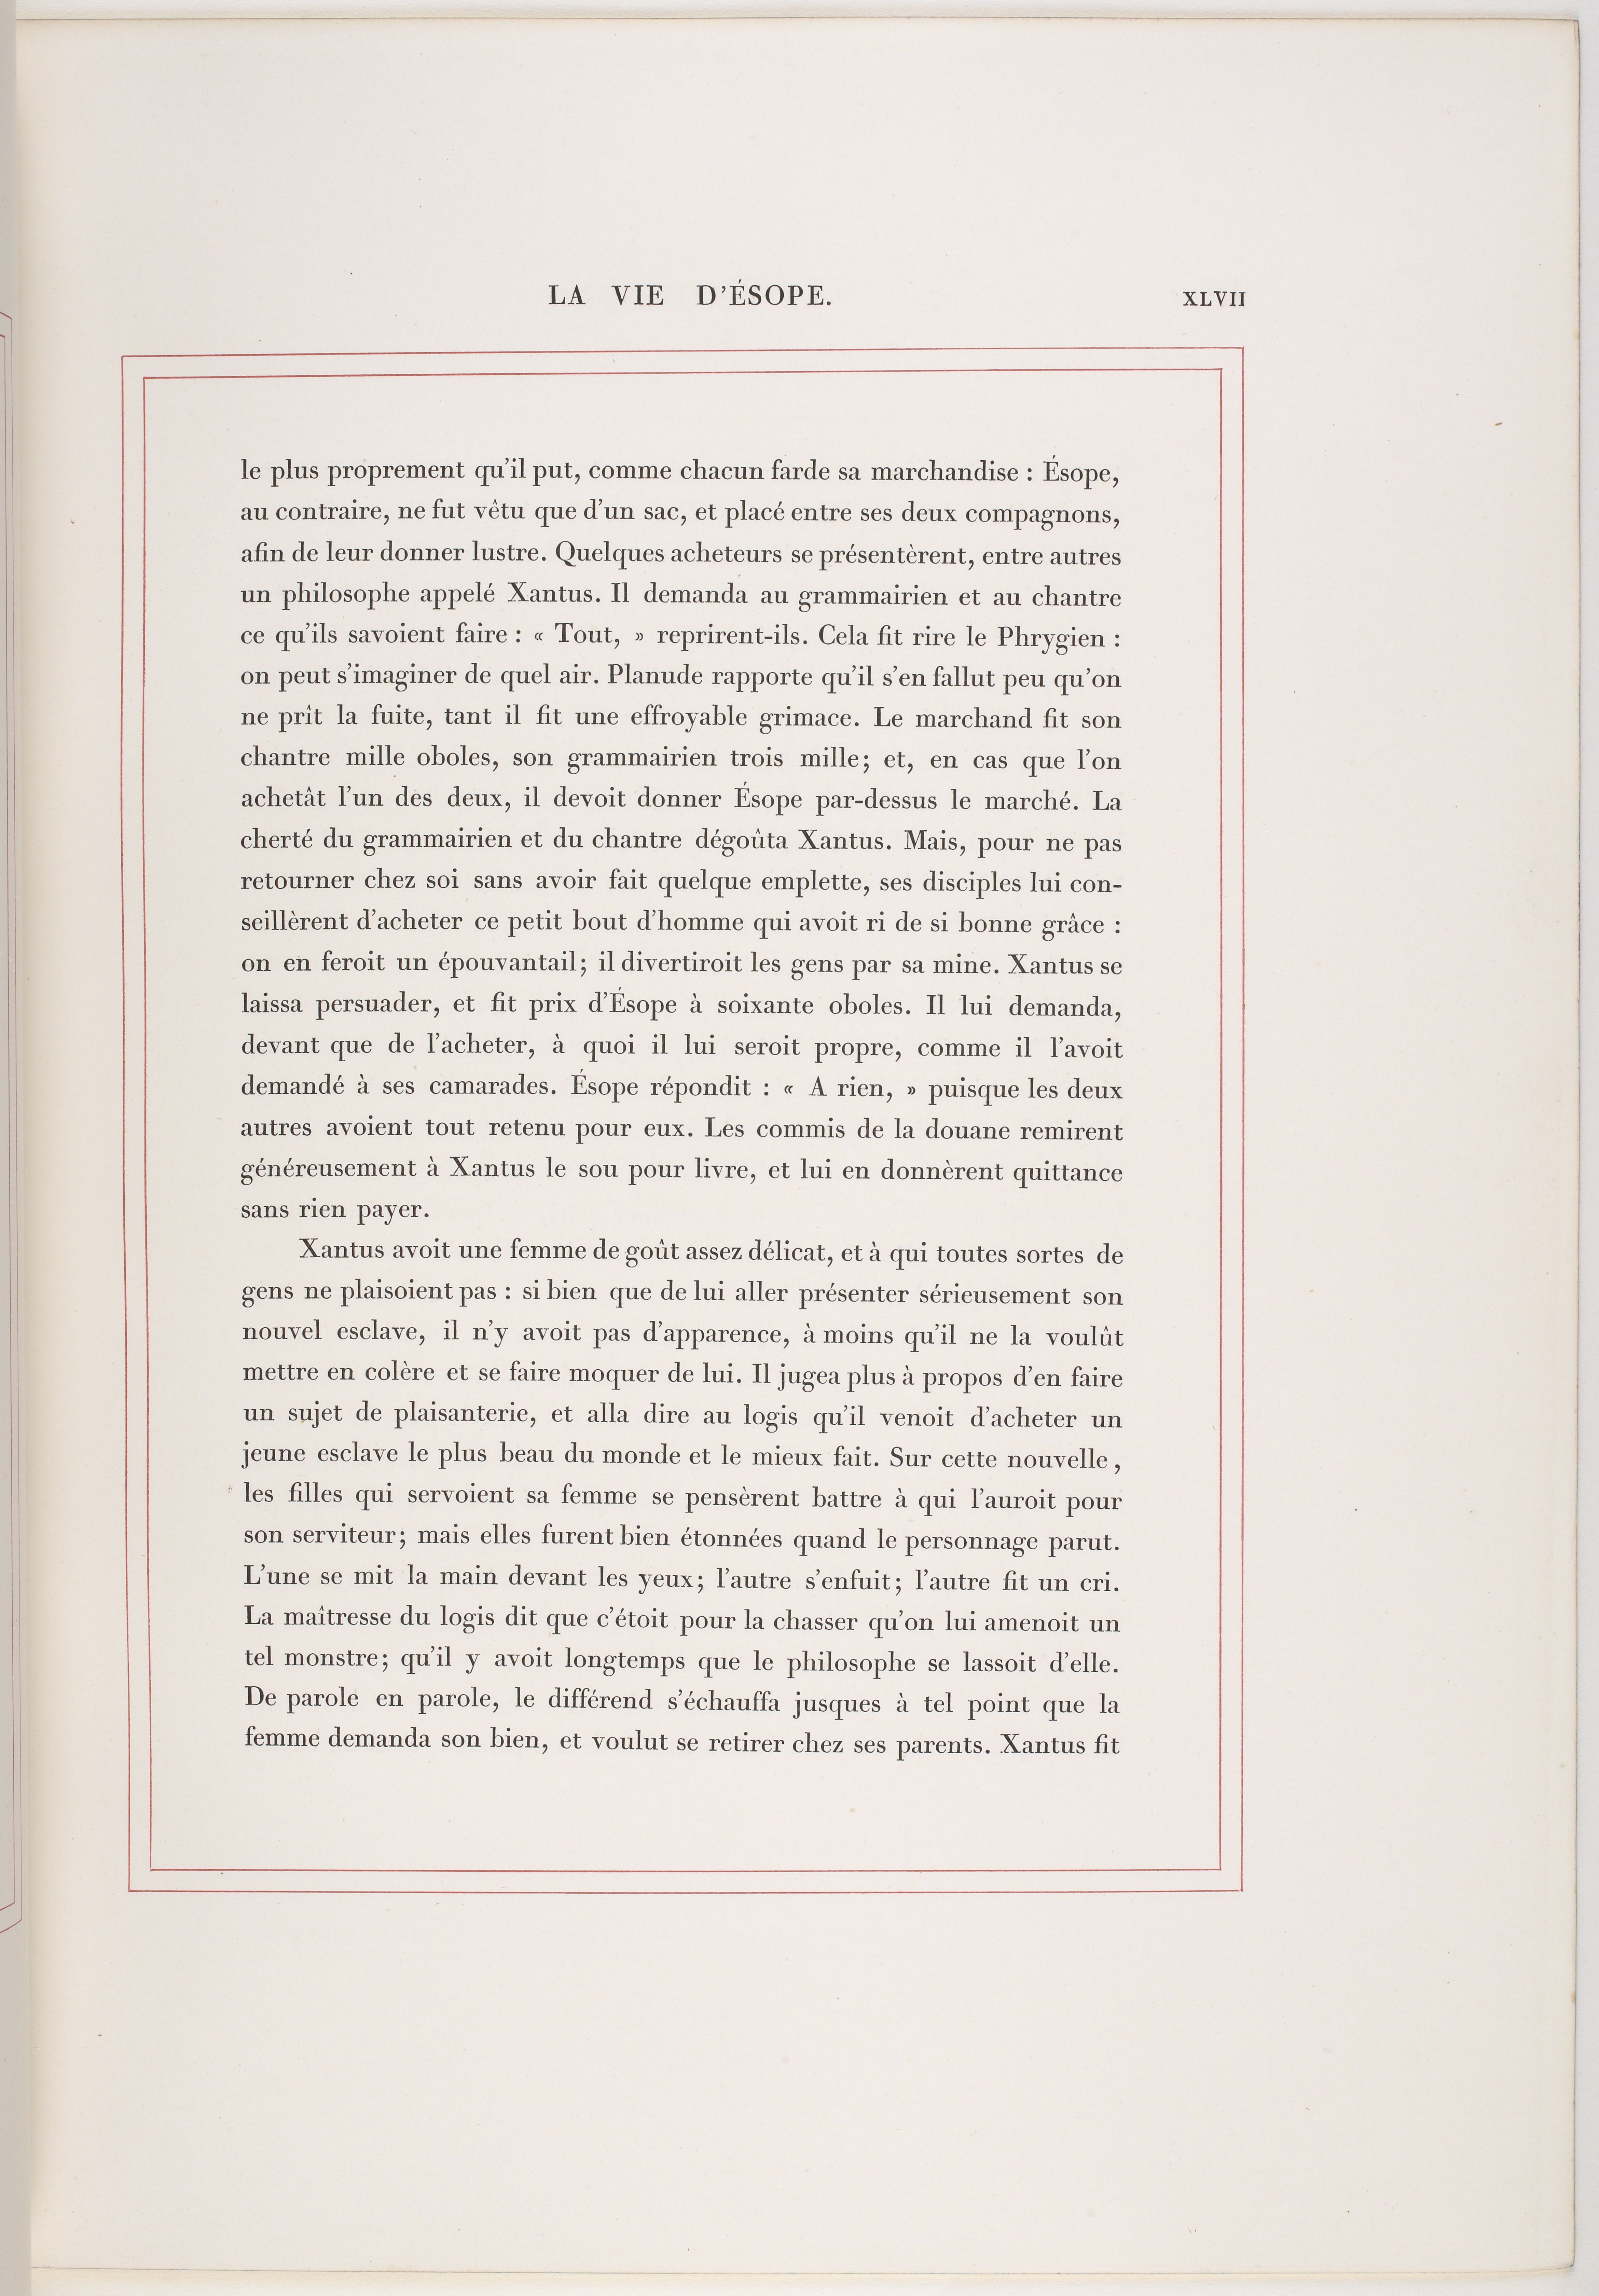 LA VIE D'ÉSOPE. XLVII
le plus proprement qu'il put, comme chacun farde sa marchandise : Ésope,
au contraire, ne fut vêtu que d'un sac, et placé entre ses deux compagnons,
afin de leur donner lustre. Quelques acheteurs se présentèrent, entre autres
un philosophe appelé Xantus. Il demanda au grammairien et au chantre
ce qu'ils savoient faire : « Tout, » reprirent-ils. Cela fit rire le Phrygien :
on peut s'imaginer de quel air. Planude rapporte qu'il s'en fallut peu qu'on
ne prît la fuite, tant il fit une effroyable grimace. Le marchand fit son
chantre mille oboles, son grammairien trois mille; et, en cas que l'on
achetât l'un des deux, il devoit donner Ésope par-dessus le marché. La
cherté du grammairien et du chantre dégoûta Xantus. Mais, pour ne pas
retourner chez soi sans avoir fait quelque emplette, ses disciples lui con-
seillèrent d'acheter ce petit bout d'homme qui avoit ri de si bonne grâce :
on en feroit un épouvantail; il divertiroit les gens par sa mine. Xantus se
laissa persuader, et fit prix d'Ésope à soixante oboles. Il lui demanda,
devant que de l'acheter, à quoi il lui seroit propre, comme il l'avoit
demandé à ses camarades. Ésope répondit : « A rien, » puisque les deux
autres avoient tout retenu pour eux. Les commis de la douane remirent
généreusement à Xantus le sou pour livre, et lui en donnèrent quittance
sans rien payer.
Xantus avoit une femme de goût assez délicat, et à qui toutes sortes de
gens ne plaisoient pas : si bien que de lui aller présenter sérieusement son
nouvel esclave, il n'y avoit pas d'apparence, à moins qu'il ne la voulût
mettre en colère et se faire moquer de lui. Il jugea plus à propos d'en faire
un sujet de plaisanterie, et alla dire au logis qu'il venoit d'acheter un
jeune esclave le plus beau du monde et le mieux fait. Sur cette nouvelle,
les filles qui servoient sa femme se pensèrent battre à qui l'auroit pour
son serviteur; mais elles furent bien étonnées quand le personnage parut.
L'une se mit la main devant les yeux; l'autre s'enfuit; l'autre fit un cri.
La maîtresse du logis dit que c'étoit pour la chasser qu'on lui amenoit un
tel monstre; qu'il y avoit longtemps que le philosophe se lassoit d'elle.
De parole en parole, le différend s'échauffa jusques à tel point que la
femme demanda son bien, et voulut se retirer chez ses parents. Xantus fit